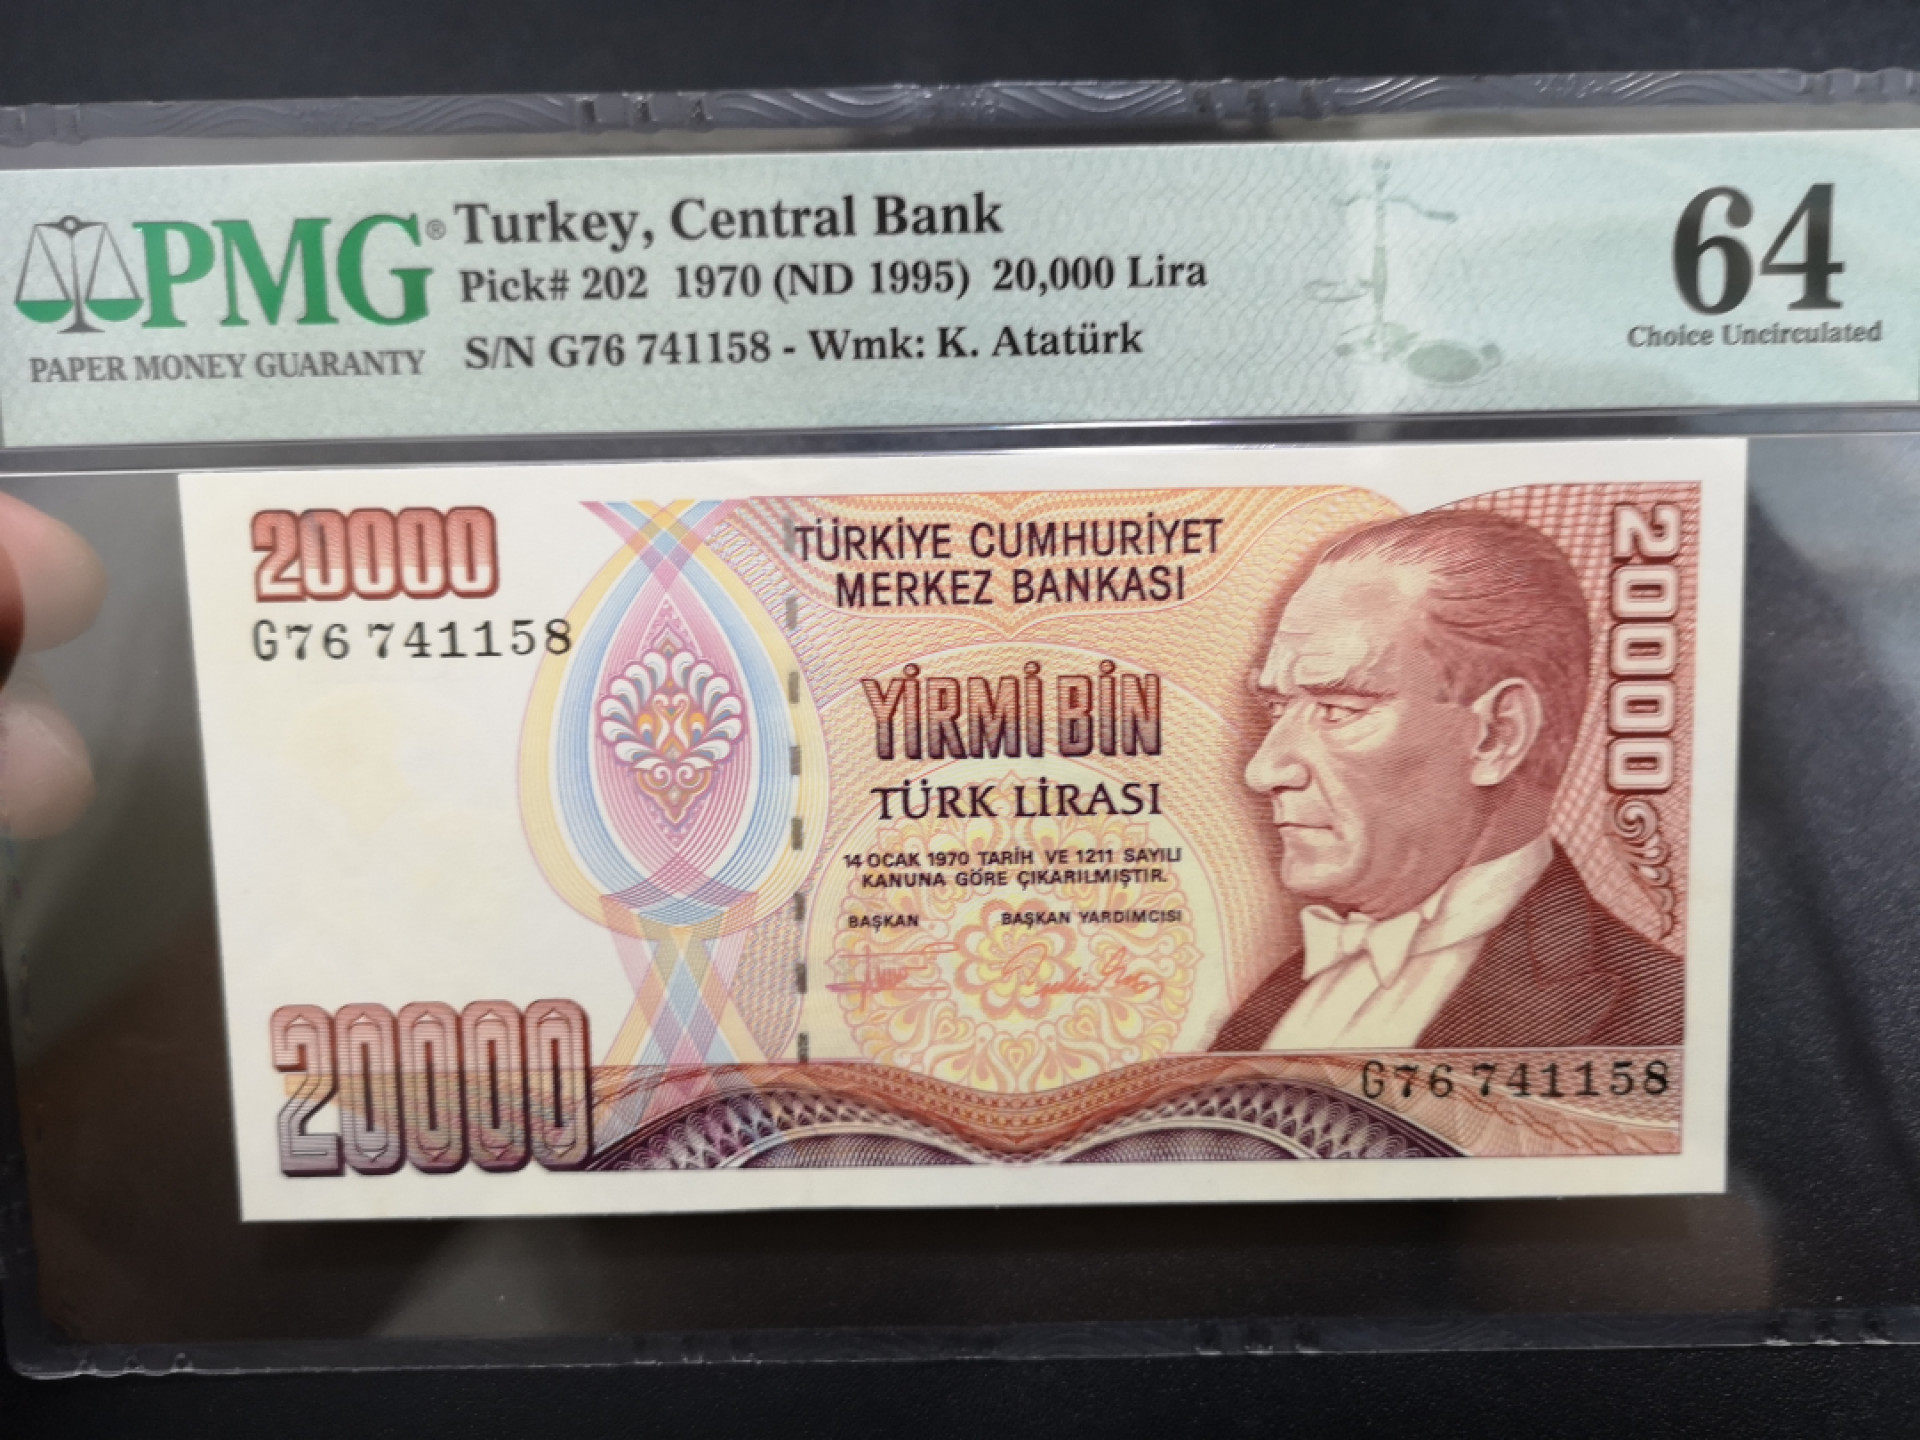 PMG®
PAPER MONEY GUARANTY
Turkey, Central Bank
Pick# 202 1970 (ND 1995) 20,000 Lira
S/N G76 741158 - Wmk: K. Atatürk
64
Choice Uncirculated
20000
G76 741158
TÜRKİYE CUMHURİYET
MERKEZ BANKASI
YİRMİ BİN
TÜRK LİRASI
14 OCAK 1970 TARİH VE 1211 SAYILI
KANUNA GÖRE ÇIKARILMIŞTIR.
BAŞKAN BAŞKAN YARDIMCISI
20000
20000
G76 741158